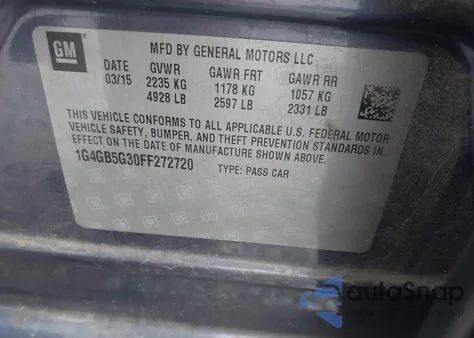 GM
MFD BY GENERAL MOTORS LLC
DATE GVWR GAWR FRT GAWR RR
03/15 2235 KG 1178 KG 1057 KG
4928 LB 2597 LB 2331 LB
THIS VEHICLE CONFORMS TO ALL APPLICABLE U.S. FEDERAL MOTOR
VEHICLE SAFETY, BUMPER, AND THEFT PREVENTION STANDARDS IN
EFFECT ON THE DATE OF MANUFACTURE SHOWN ABOVE.
1G4GB5G30FF272720
TYPE: PASS CAR
autoSnap